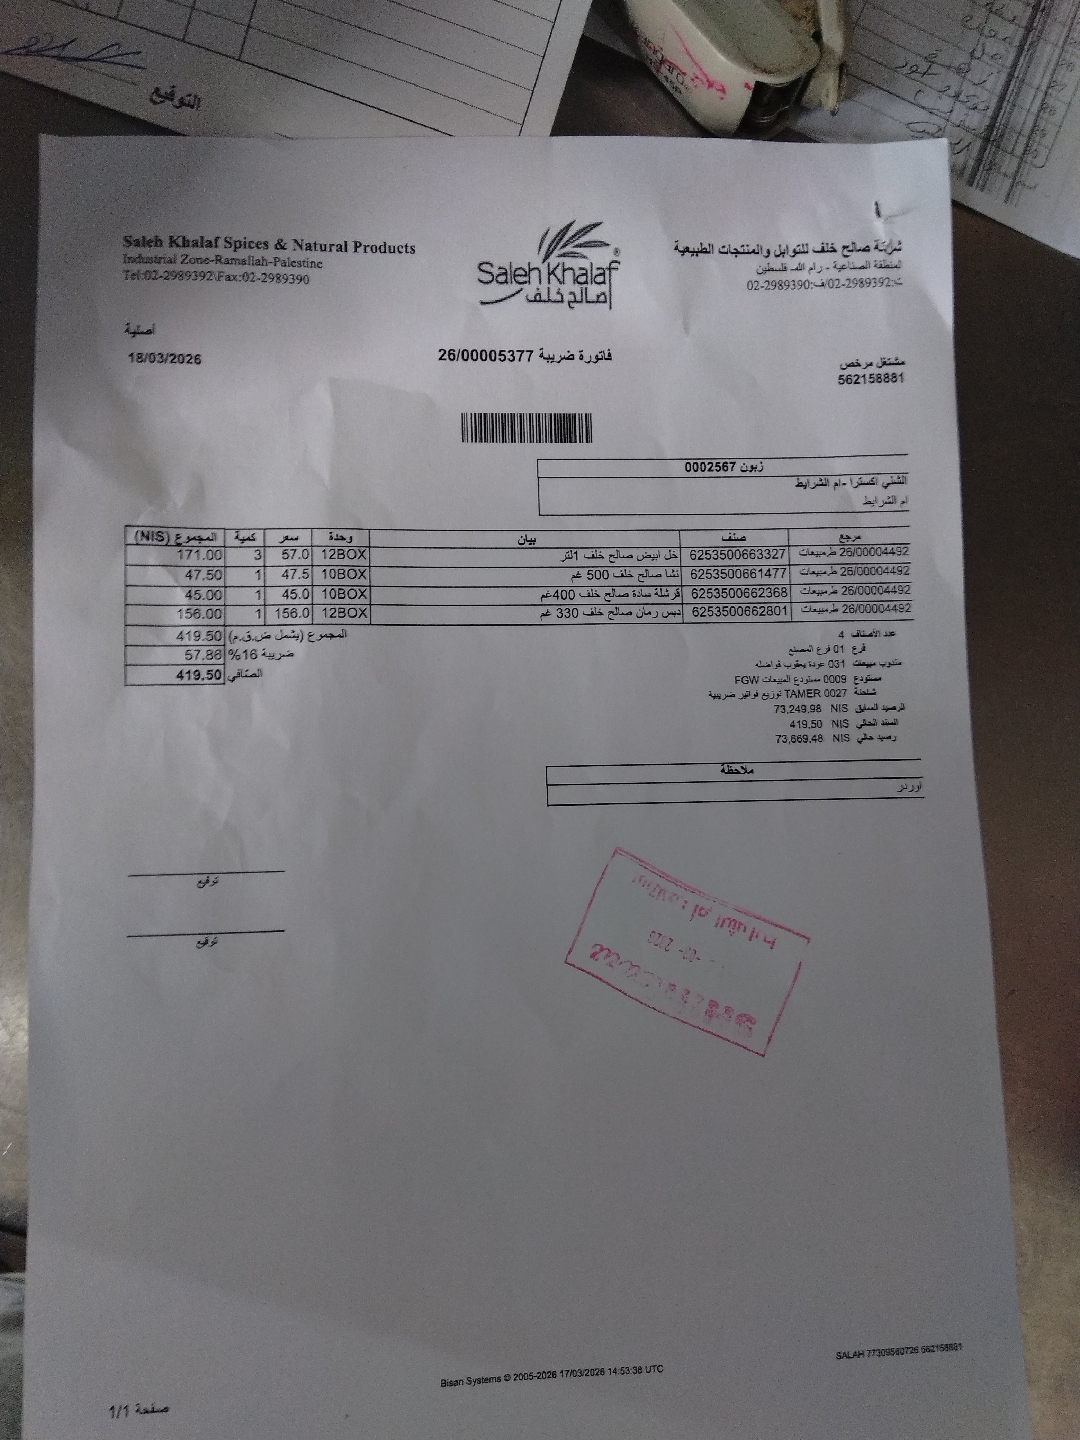 التوقيع
Saleh Khalaf Spices & Natural Products
Industrial Zone-Ramallah-Palestine
Tel:02-2989392\Fax:02-2989390
Saleh Khalaf
صالح خلف
شركة صالح خلف للتوابل والمنتجات الطبيعية
المنطقة الصناعية - رام الله- فلسطين
ت:02-2989392/ف:02-2989390
أصلية
18/03/2026
فاتورة ضريبة 26/00005377
مشتغل مرخص
562158881
زبون 0002567
الشني اكسترا -ام الشرايط
ام الشرايط
مرجع صنف بيان وحدة سعر كمية المجموع (NIS)
26/00004492 طرمبيعات 6253500663327 خل ابيض صالح خلف 1لتر 12BOX 57.0 3 171.00
26/00004492 طرمبيعات 6253500661477 نشا صالح خلف 500 غم 10BOX 47.5 1 47.50
26/00004492 طرمبيعات 6253500662368 قرشلة سادة صالح خلف 400غم 10BOX 45.0 1 45.00
26/00004492 طرمبيعات 6253500662801 دبس رمان صالح خلف 330 غم 12BOX 156.0 1 156.00
المجموع (يشمل ض.ق.م) 419.50
ضريبة 16% 57.86
الصافي 419.50
عدد الأصناف 4
فرع 01 فرع المصنع
مندوب مبيعات 031 عودة يعقوب فواضله
مستودع 0009 مستودع المبيعات FGW
شاحنة 0027 TAMER توزيع فواتير ضريبية
الرصيد السابق NIS 73,249.98
السند الحالي NIS 419.50
رصيد حالي NIS 73,669.48
ملاحظة
اوردر
توقيع
توقيع
SALAH 77309560726 562158881
Bisan Systems © 2005-2026 17/03/2026 14:53:38 UTC
صفحة 1/1